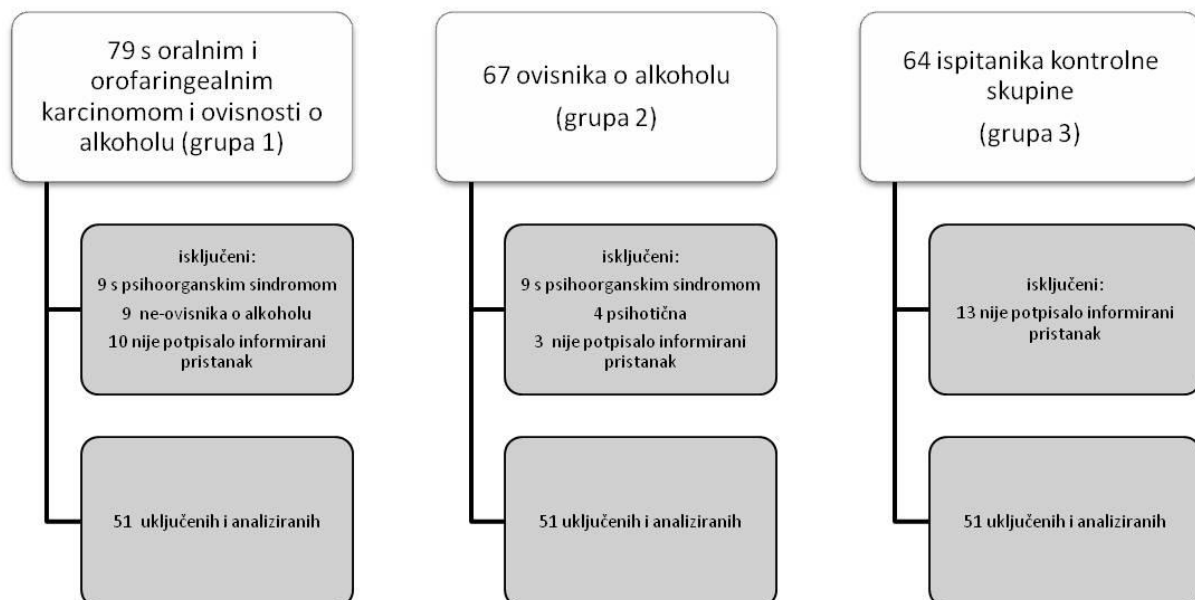 79 s oralnim i
orofaringealnim
karcinomom i ovisnosti o
alkoholu (grupa 1)
isključeni:
9 s psihoorganskim sindromom
9 ne-ovisnika o alkoholu
10 nije potpisalo informirani
pristanak
51 uključenih i analiziranih
67 ovisnika o alkoholu
(grupa 2)
isključeni:
9 s psihoorganskim sindromom
4 psihotična
3 nije potpisalo informirani
pristanak
51 uključenih i analiziranih
64 ispitanika kontrolne
skupine
(grupa 3)
isključeni:
13 nije potpisalo informirani
pristanak
51 uključenih i analiziranih